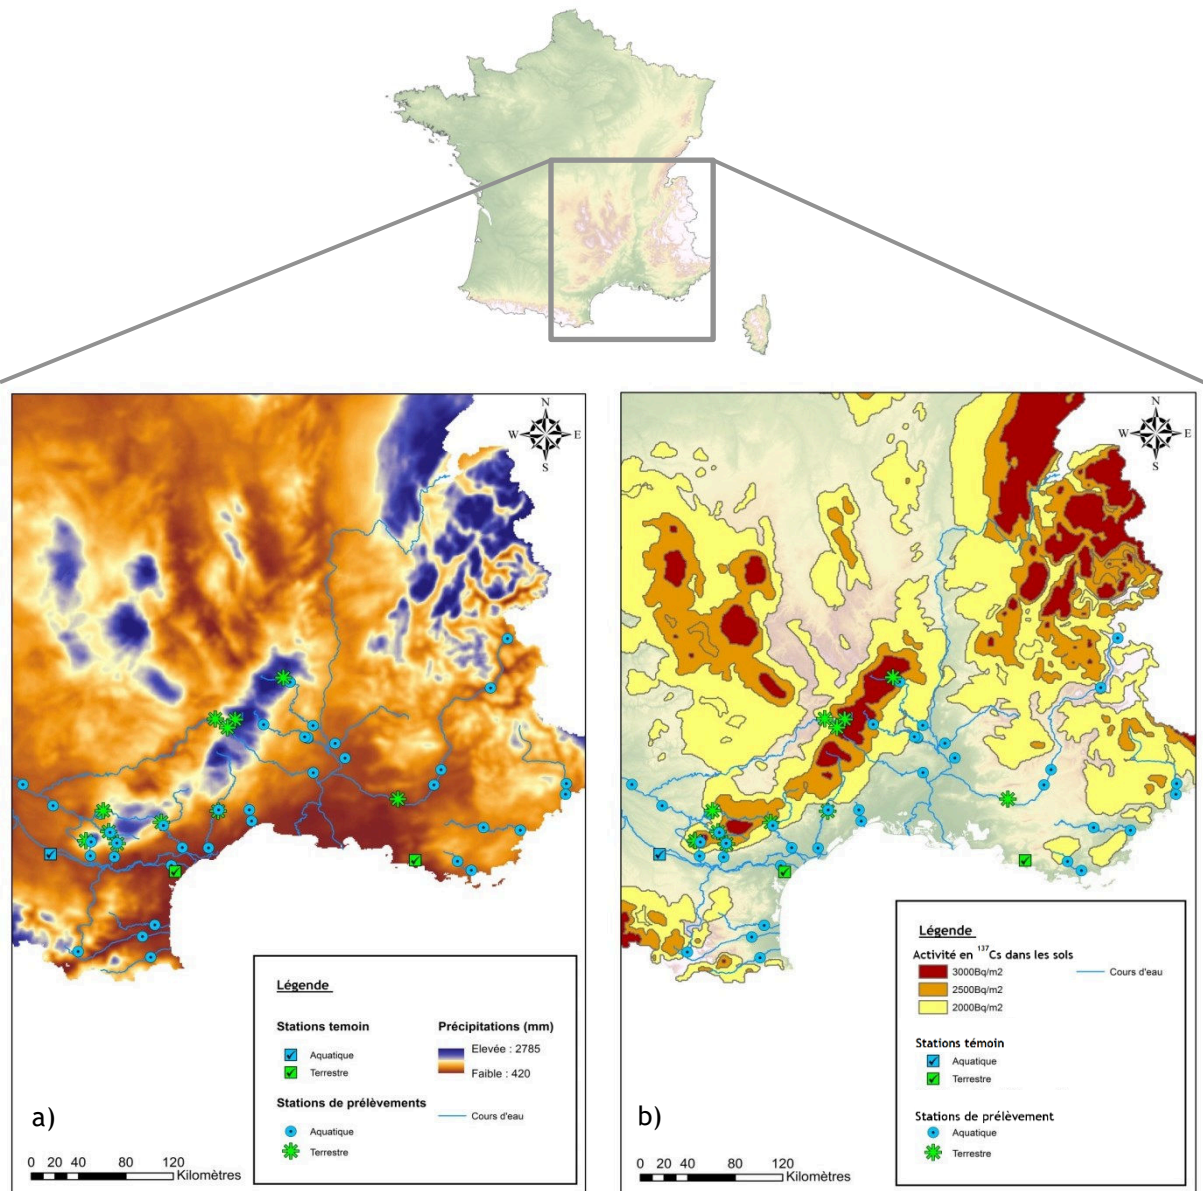 N
W E
S
Légende
Stations temoin
Aquatique
Terrestre
Stations de prélèvements
Aquatique
Terrestre
Précipitations (mm)
Elevée : 2785
Faible : 420
Cours d'eau
a)
0 20 40 80 120
Kilomètres
N
W E
S
Légende
Activité en 137Cs dans les sols
3000Bq/m2
2500Bq/m2
2000Bq/m2
Cours d'eau
Stations témoin
Aquatique
Terrestre
Stations de prélèvement
Aquatique
Terrestre
b)
0 20 40 80 120
Kilomètres